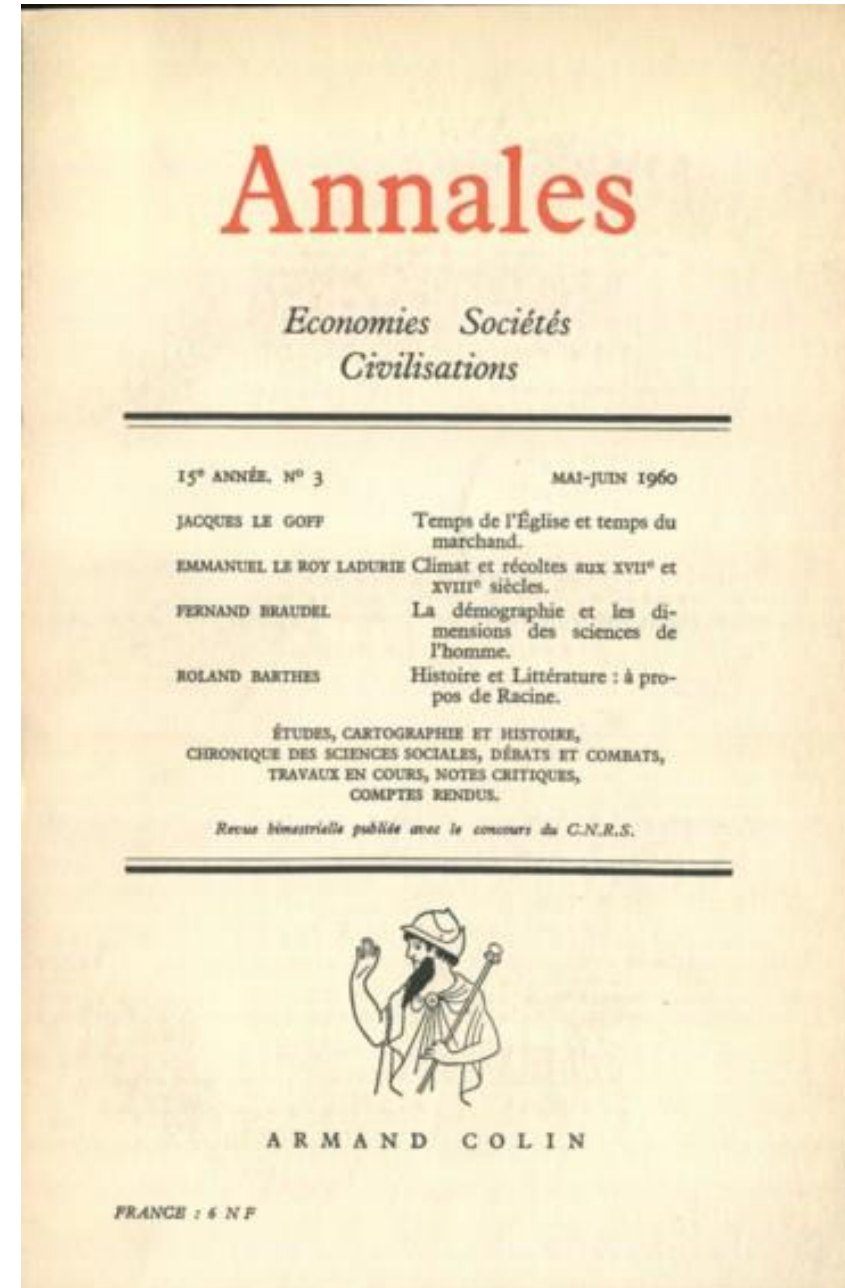 Annales
Economies Sociétés
Civilisations
15e ANNÉE. No 3 MAI-JUIN 1960
JACQUES LE GOFF Temps de l'Église et temps du
marchand.
EMMANUEL LE ROY LADURIE Climat et récoltes aux XVIIe et
XVIIIe siècles.
FERNAND BRAUDEL La démographie et les di-
mensions des sciences de
l'homme.
ROLAND BARTHES Histoire et Littérature : à pro-
pos de Racine.
ÉTUDES, CARTOGRAPHIE ET HISTOIRE,
CHRONIQUE DES SCIENCES SOCIALES, DÉBATS ET COMBATS,
TRAVAUX EN COURS, NOTES CRITIQUES,
COMPTES RENDUS.
Revue bimestrielle publiée avec le concours du C.N.R.S.
ARMAND COLIN
FRANCE : 6 NF